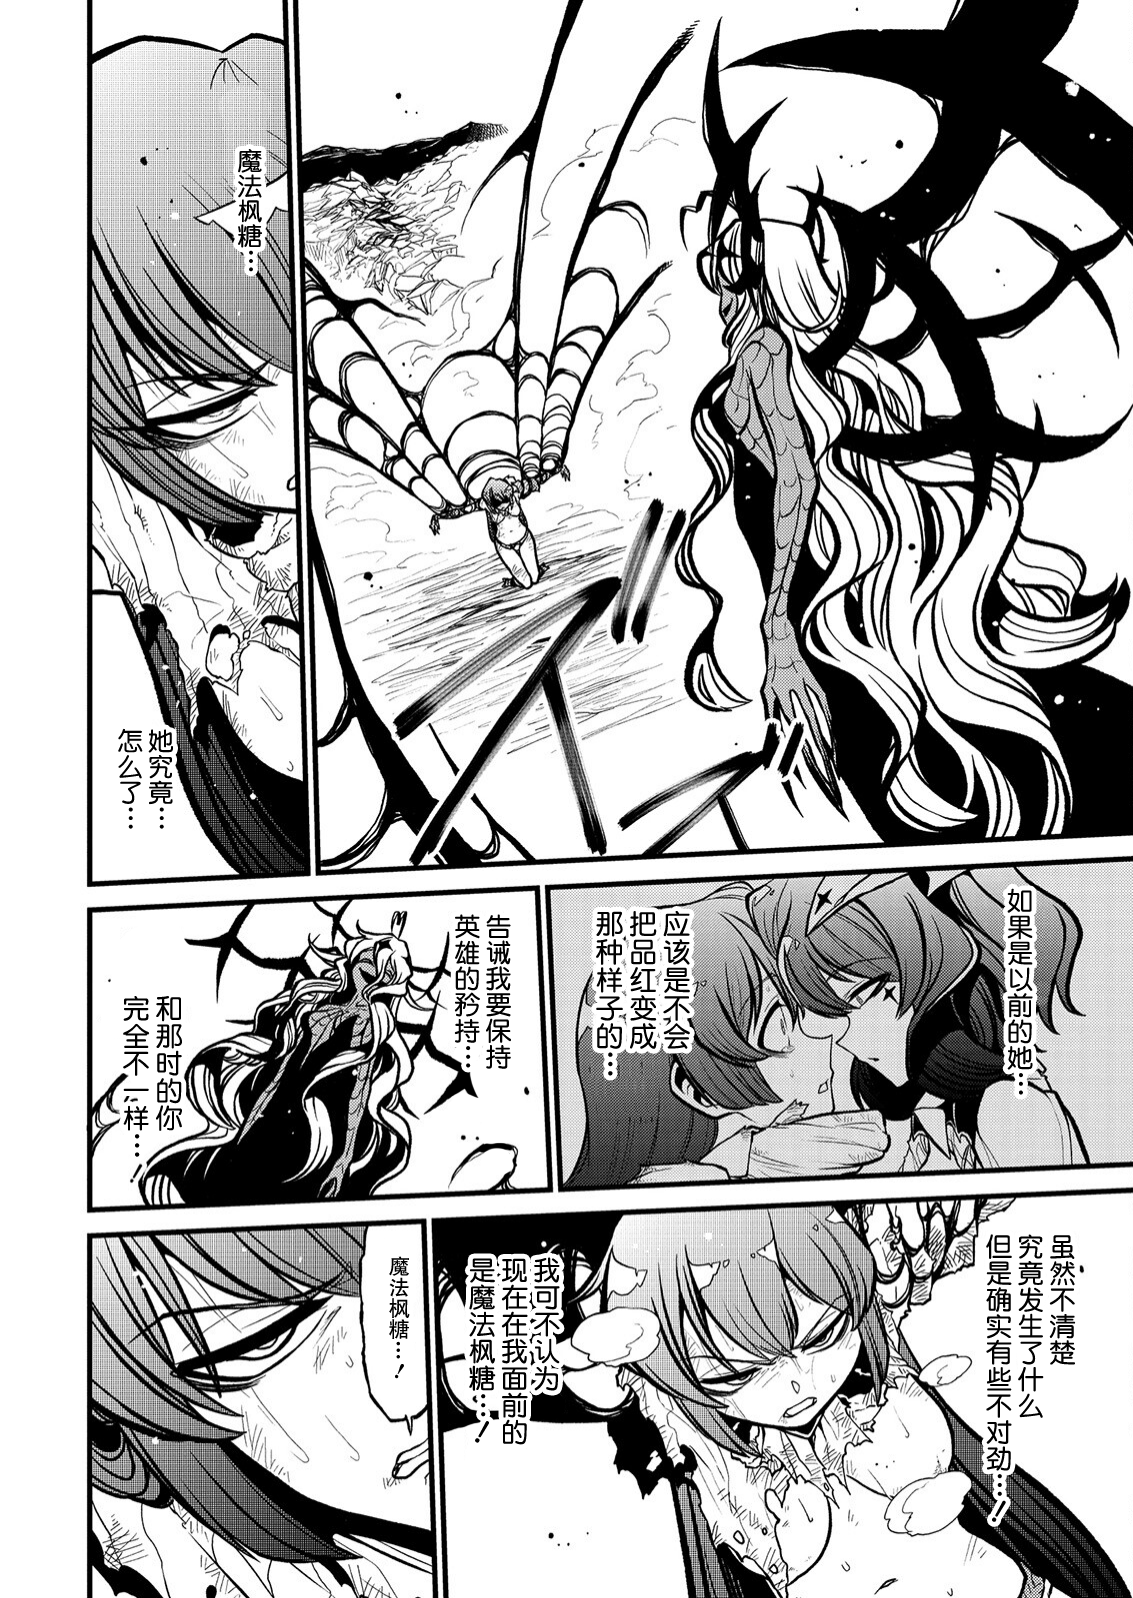 魔法枫糖…
她究竟…
怎么了…
如果是以前的她…
应该是不会
把品红变成
那种样子的…
告诫我要保持
英雄的矜持…
和那时的你
完全不一样…！
虽然不清楚
究竟发生了什么
但是确实有些不对劲…！
我可不认为
现在在我面前的
是魔法枫糖…！
魔法枫糖…！